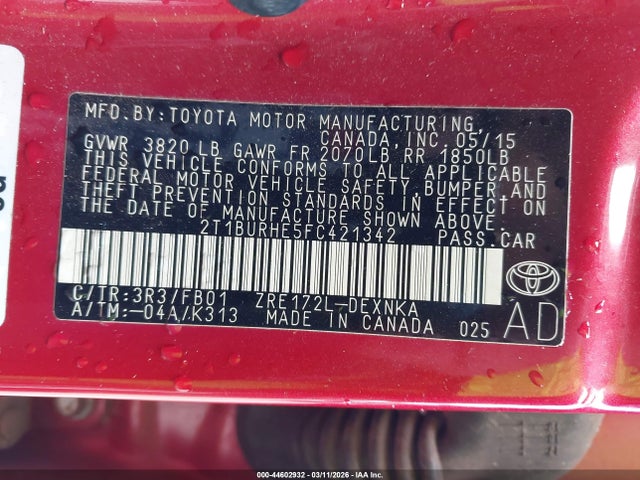 MFD. BY: TOYOTA MOTOR MANUFACTURING,
CANADA, INC. 05/15
GVWR 3820 LB GAWR FR 2070LB RR 1850LB
THIS VEHICLE CONFORMS TO ALL APPLICABLE
FEDERAL MOTOR VEHICLE SAFETY, BUMPER AND
THEFT PREVENTION STANDARDS IN EFFECT ON
THE DATE OF MANUFACTURE SHOWN ABOVE.
2T1BURHE5FC421342 PASS.CAR
C/TR:3R3/FB01 ZRE172L-DEXNKA
A/TM:-04A/K313 MADE IN CANADA 025
AD
000-44602932 - 03/11/2026 - IAA Inc.